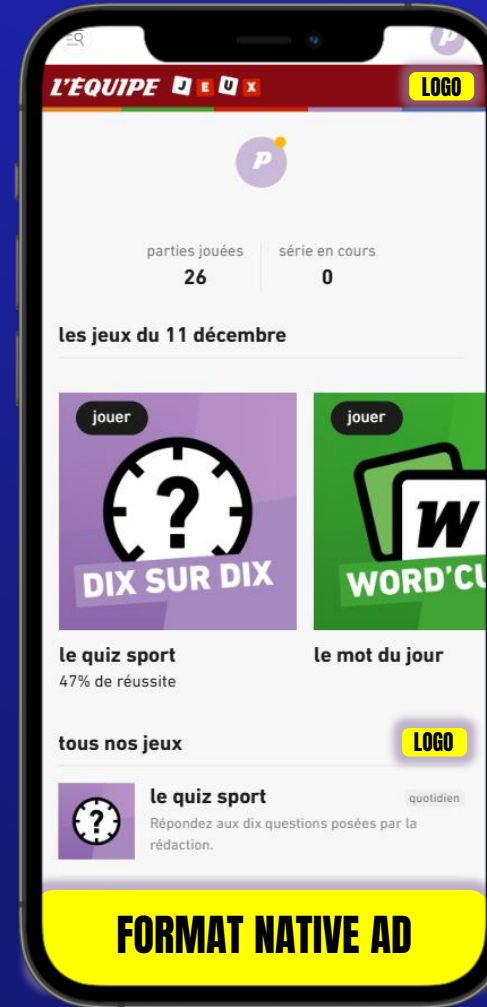 P
L'ÉQUIPE JEUX LOGO
P
parties jouées série en cours
26 0
les jeux du 11 décembre
jouer jouer
?
W
DIX SUR DIX WORD'CU
le quiz sport le mot du jour
47% de réussite
tous nos jeux LOGO
le quiz sport quotidien
?
Répondez aux dix questions posées par la
rédaction.
FORMAT NATIVE AD